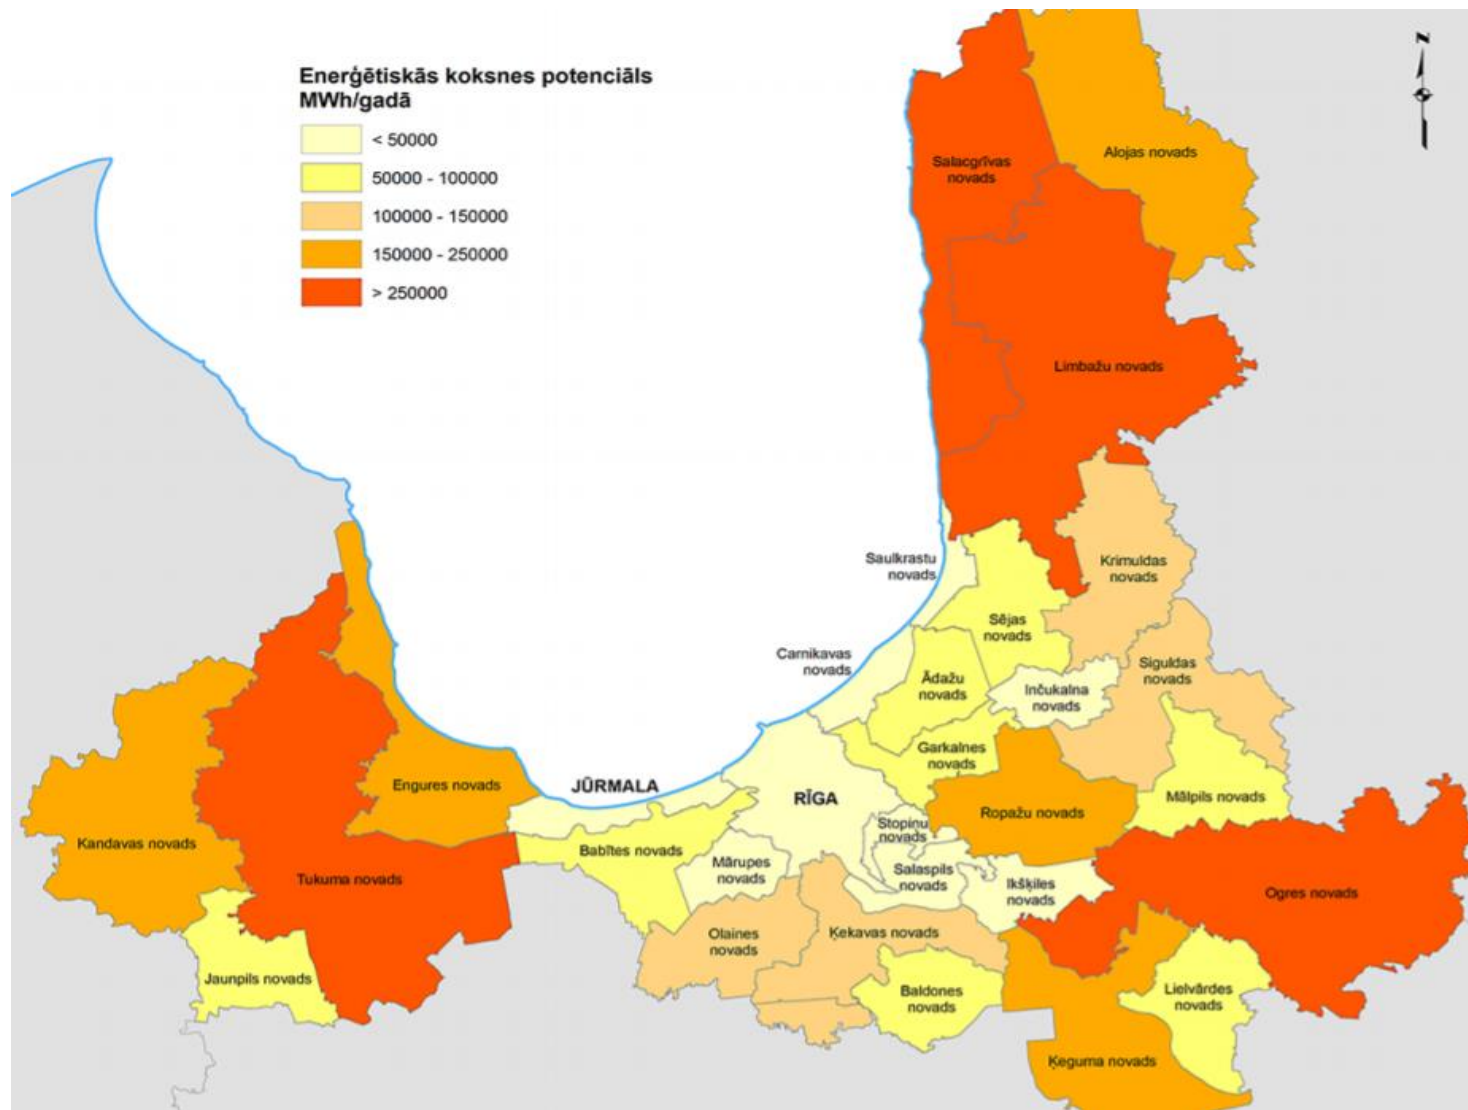 Enerģētiskās koksnes potenciāls
MWh/gadā
< 50000
50000 - 100000
100000 - 150000
150000 - 250000
> 250000
N
Salacgrīvas
novads
Alojas novads
Limbažu novads
Saulkrastu
novads
Krimuldas
novads
Sējas
novads
Carnikavas
novads
Siguldas
novads
Ādažu
novads
Inčukalna
novads
Garkalnes
novads
Engures novads
JŪRMALA
RĪGA
Mālpils novads
Ropažu novads
Stopiņu
novads
Kandavas novads
Babītes novads
Mārupes
novads
Salaspils
novads
Tukuma novads
Ikšķiles
novads
Ogres novads
Olaines
novads
Ķekavas novads
Jaunpils novads
Baldones
novads
Lielvārdes
novads
Ķeguma novads